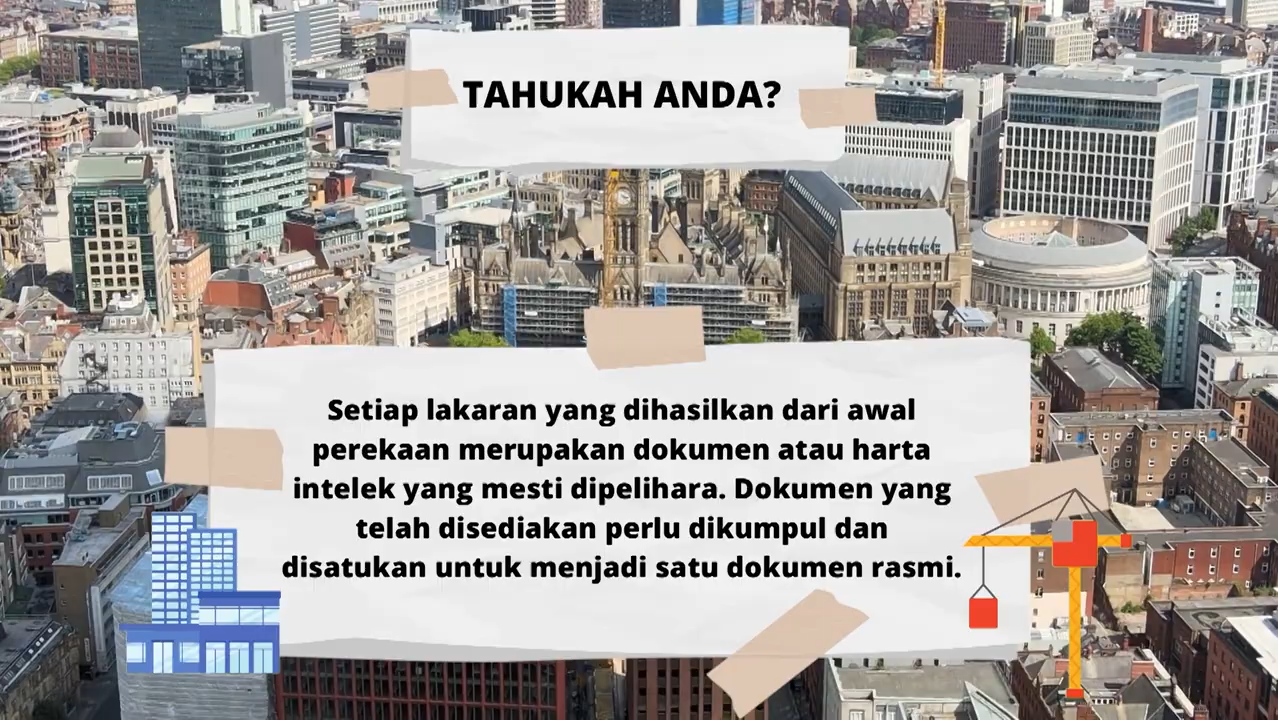 TAHUKAH ANDA?
Setiap lakaran yang dihasilkan dari awal
perekaan merupakan dokumen atau harta
intelek yang mesti dipelihara. Dokumen yang
telah disediakan perlu dikumpul dan
disatukan untuk menjadi satu dokumen rasmi.